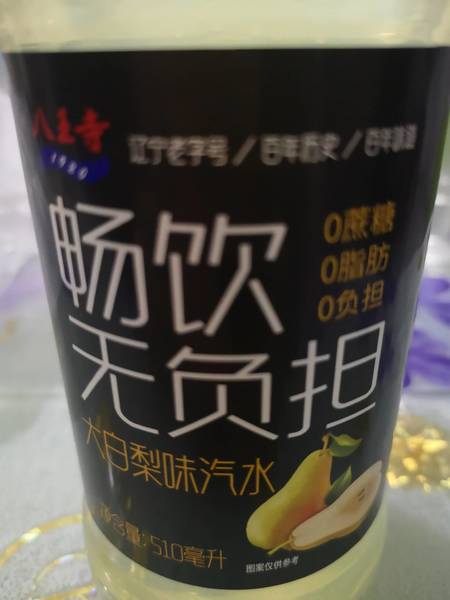 八王寺
1920
辽宁老字号/百年历史/百年味道
畅饮
无负担
0蔗糖
0脂肪
0负担
大白梨味汽水
净含量:510毫升
图案仅供参考